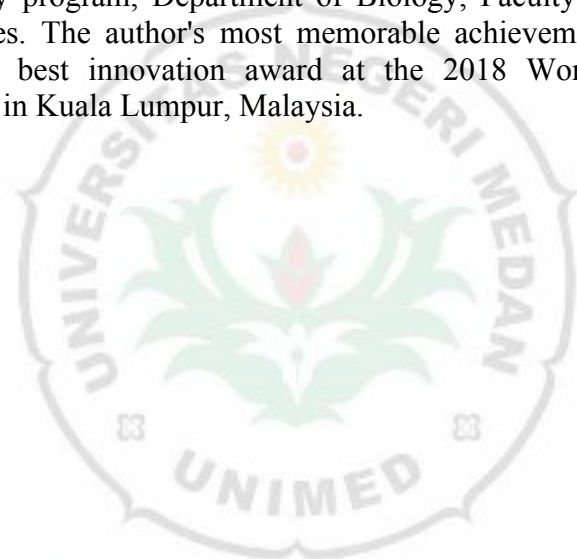 program, Department of Biology, Faculty
The author's most memorable achievem
best innovation award at the 2018 Wor
in Kuala Lumpur, Malaysia.
UNIVERSITAS NEGERI MEDAN
UNIMED